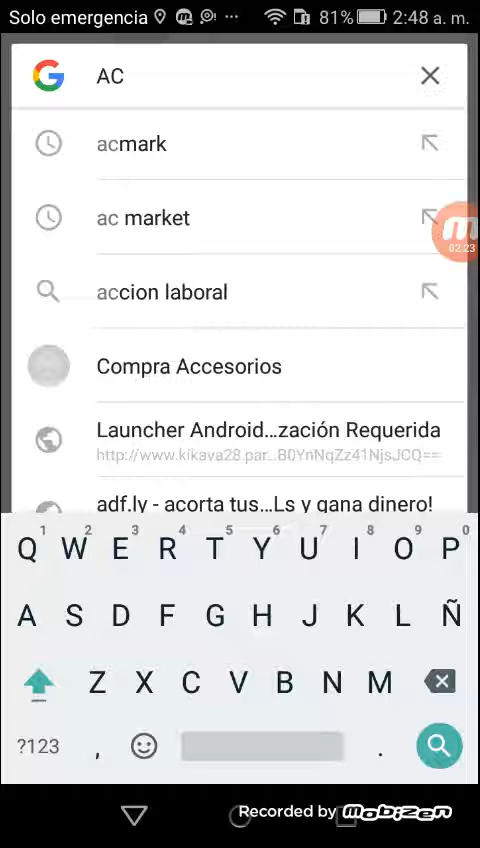 Solo emergencia ... 81% 2:48 a. m.
AC
acmark
ac market
02:23
accion laboral
Compra Accesorios
Launcher Android...zación Requerida
http://www.kikava28.par...B0YnNqZz41NjsJCQ==
adf.ly - acorta tus...Ls y gana dinero!
1 2 3 4 5 6 7 8 9 0
Q W E R T Y U I O P
A S D F G H J K L Ñ
Z X C V B N M
?123 , .
Recorded by mobizen